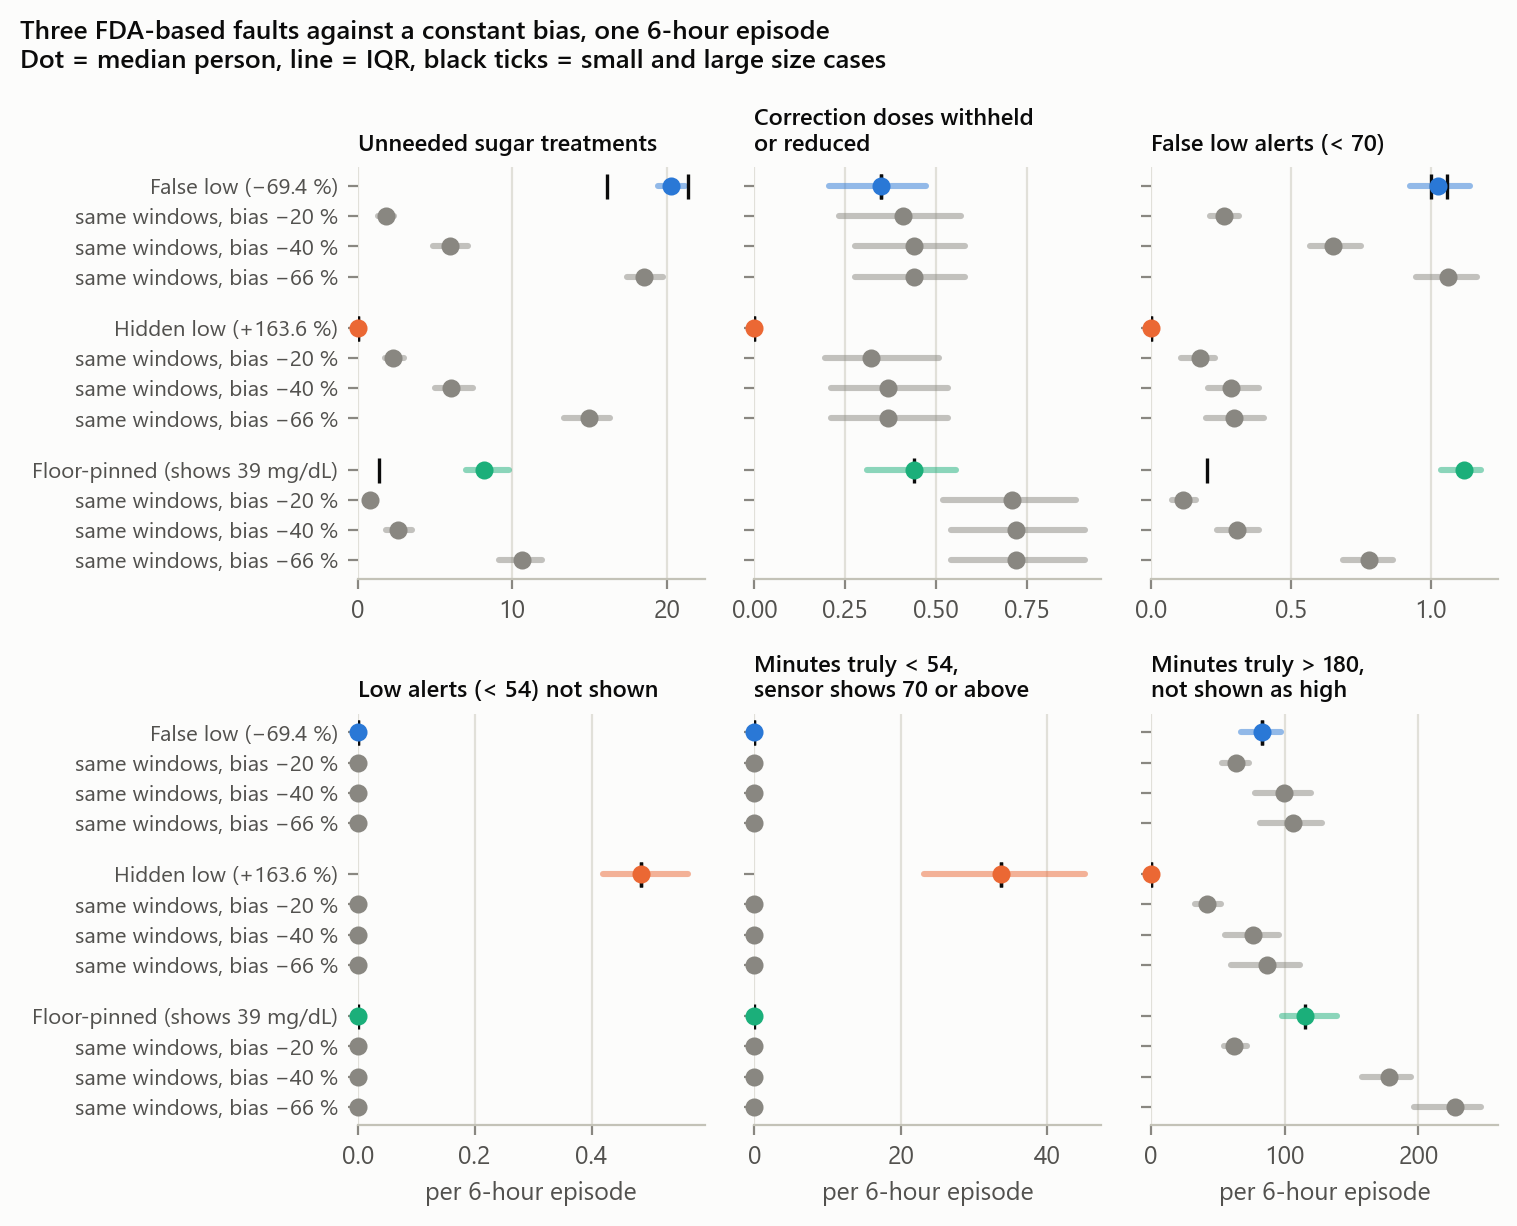 Three FDA-based faults against a constant bias, one 6-hour episode
Dot = median person, line = IQR, black ticks = small and large size cases
Unneeded sugar treatments
Correction doses withheld
or reduced
False low alerts (< 70)
False low (−69.4 %)
same windows, bias −20 %
same windows, bias −40 %
same windows, bias −66 %
Hidden low (+163.6 %)
same windows, bias −20 %
same windows, bias −40 %
same windows, bias −66 %
Floor-pinned (shows 39 mg/dL)
same windows, bias −20 %
same windows, bias −40 %
same windows, bias −66 %
0 10 20
0.00 0.25 0.50 0.75
0.0 0.5 1.0
Low alerts (< 54) not shown
Minutes truly < 54,
sensor shows 70 or above
Minutes truly > 180,
not shown as high
False low (−69.4 %)
same windows, bias −20 %
same windows, bias −40 %
same windows, bias −66 %
Hidden low (+163.6 %)
same windows, bias −20 %
same windows, bias −40 %
same windows, bias −66 %
Floor-pinned (shows 39 mg/dL)
same windows, bias −20 %
same windows, bias −40 %
same windows, bias −66 %
0.0 0.2 0.4
0 20 40
0 100 200
per 6-hour episode
per 6-hour episode
per 6-hour episode